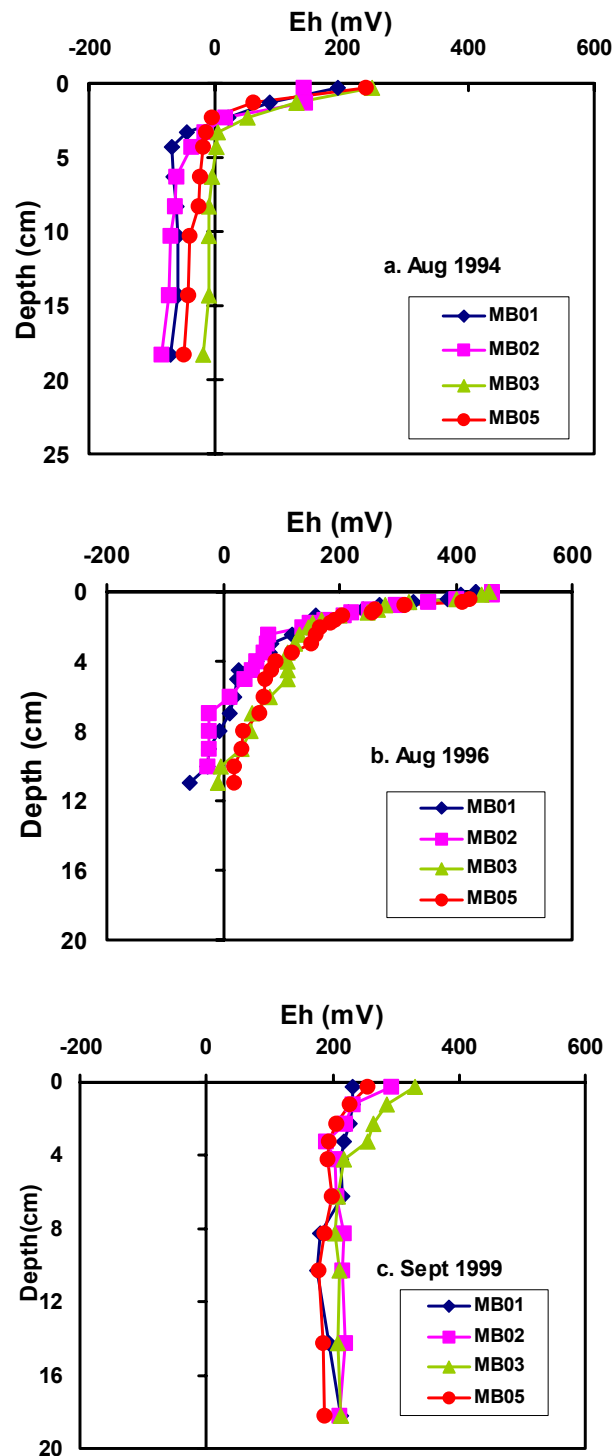 Eh (mV)
-200 0 200 400 600
0
5
10
15
20
25
Depth (cm)
a. Aug 1994
MB01
MB02
MB03
MB05
Eh (mV)
-200 0 200 400 600
0
4
8
12
16
20
Depth (cm)
b. Aug 1996
MB01
MB02
MB03
MB05
Eh (mV)
-200 0 200 400 600
0
4
8
12
16
20
Depth(cm)
c. Sept 1999
MB01
MB02
MB03
MB05